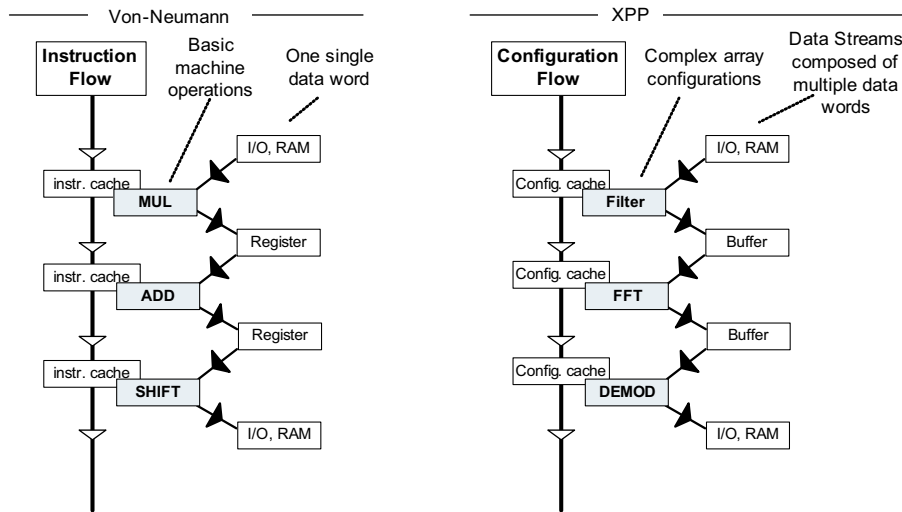 Von-Neumann
Instruction
Flow
Basic
machine
operations
One single
data word
I/O, RAM
instr. cache
MUL
Register
instr. cache
ADD
Register
instr. cache
SHIFT
I/O, RAM
XPP
Configuration
Flow
Complex array
configurations
Data Streams
composed of
multiple data
words
I/O, RAM
Config. cache
Filter
Buffer
Config. cache
FFT
Buffer
Config. cache
DEMOD
I/O, RAM